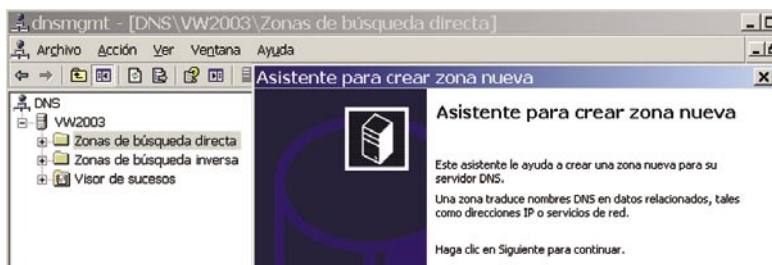 dnsmgmt - [DNS\VW2003\Zonas de búsqueda directa]
Archivo Acción Ver Ventana Ayuda
Asistente para crear zona nueva
DNS
VW2003
Zonas de búsqueda directa
Zonas de búsqueda inversa
Visor de sucesos
Asistente para crear zona nueva
Este asistente le ayuda a crear una zona nueva para su
servidor DNS.
Una zona traduce nombres DNS en datos relacionados, tales
como direcciones IP o servicios de red.
Haga clic en Siguiente para continuar.